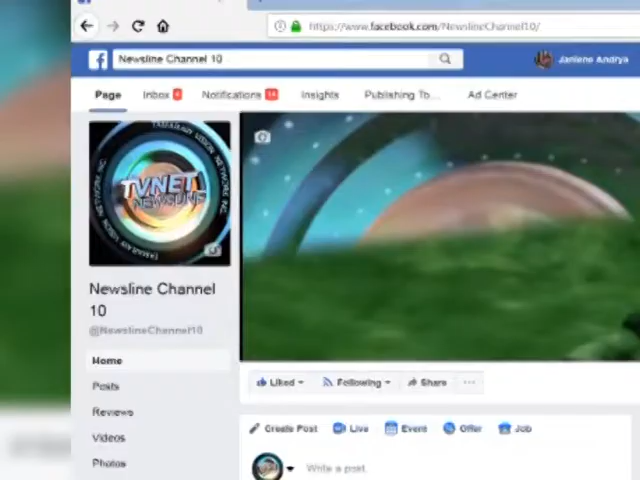 https://www.facebook.com/NewslineChannel10/
Newsline Channel 10
Janlene Andrya
Page Inbox 4 Notifications 14 Insights Publishing To... Ad Center
TVNET
NEWSLINE
Newsline Channel
10
@NewslineChannel10
Home
Posts
Reviews
Videos
Photos
Liked Following Share ...
Create Post Live Event Offer Job
Write a post